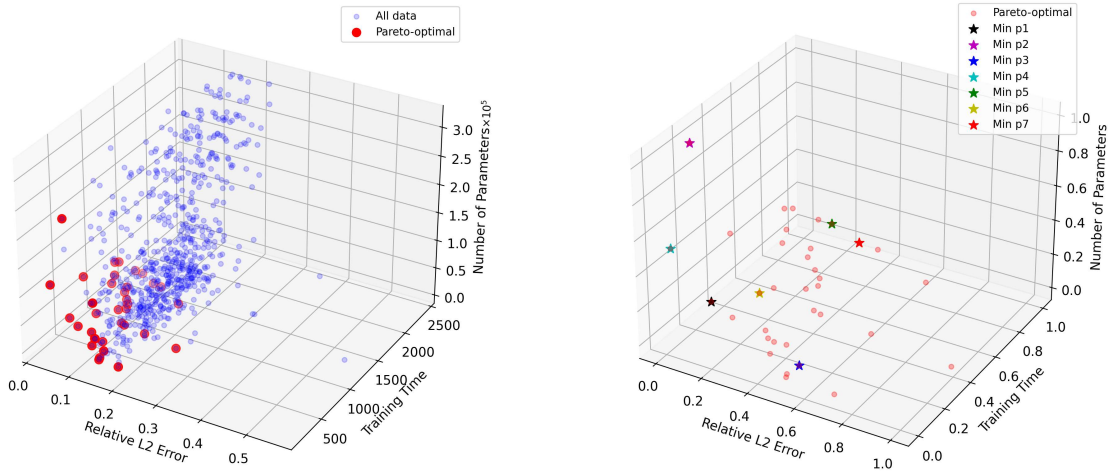 All data
Pareto-optimal
3.0
2.5
2.0
1.5
1.0
0.5
0.0
Number of Parameters×10⁵
2500
2000
1500
1000
500
Training Time
0.0
0.1
0.2
0.3
0.4
0.5
Relative L2 Error
Pareto-optimal
Min p1
Min p2
Min p3
Min p4
Min p5
Min p6
Min p7
1.0
0.8
0.6
0.4
0.2
0.0
Number of Parameters
1.0
0.8
0.6
0.4
0.2
0.0
Training Time
0.0
0.2
0.4
0.6
0.8
1.0
Relative L2 Error